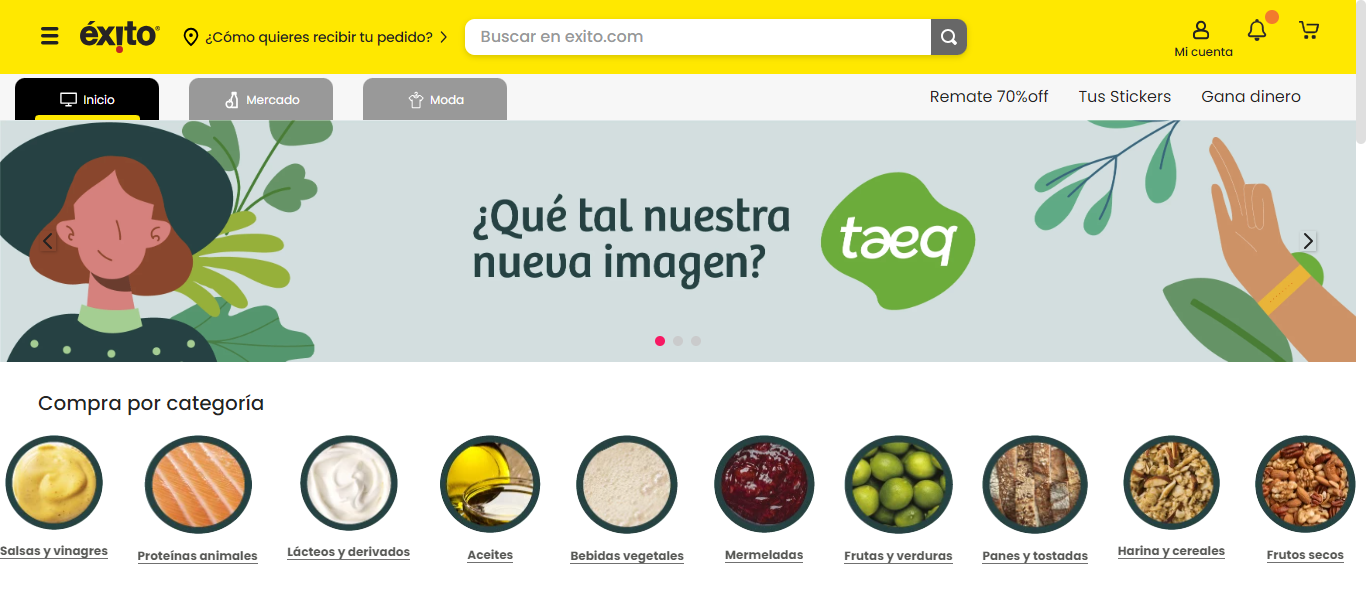 éxito
¿Cómo quieres recibir tu pedido?
Buscar en exito.com
Mi cuenta
Inicio
Mercado
Moda
Remate 70%off
Tus Stickers
Gana dinero
¿Qué tal nuestra
nueva imagen?
taeq
Compra por categoría
Salsas y vinagres
Proteínas animales
Lácteos y derivados
Aceites
Bebidas vegetales
Mermeladas
Frutas y verduras
Panes y tostadas
Harina y cereales
Frutos secos